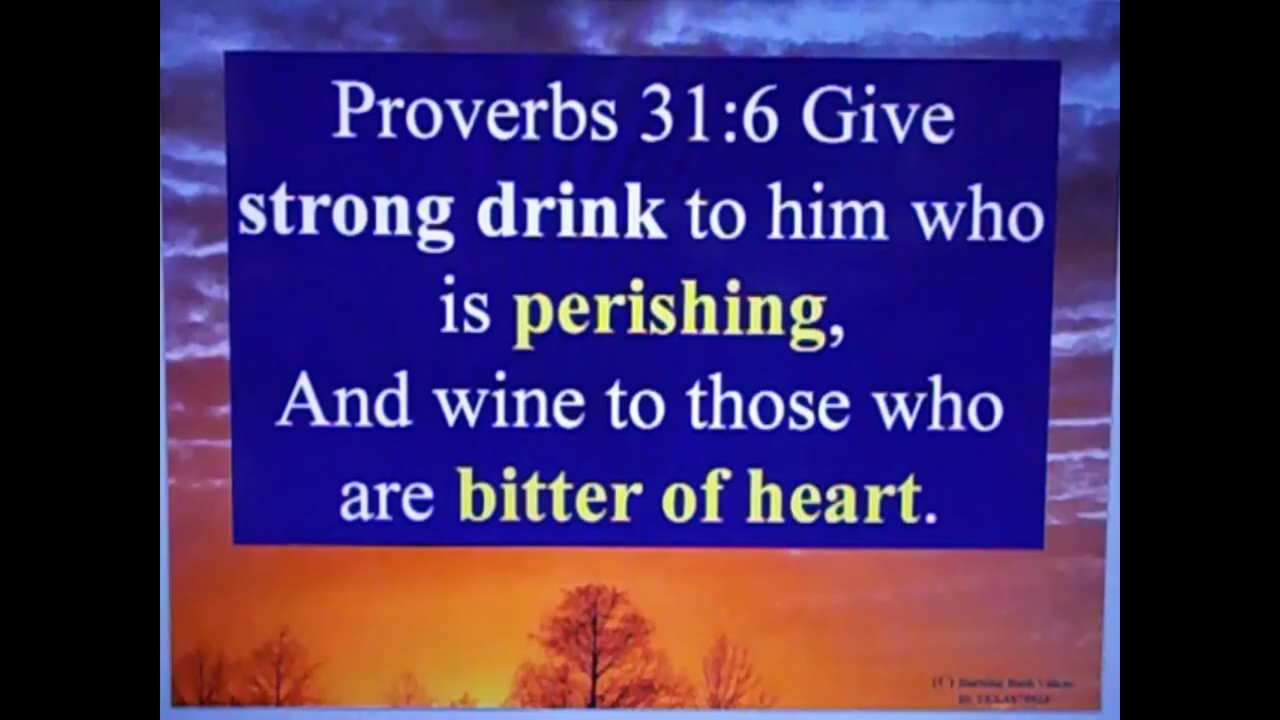 Proverbs 31:6 Give
strong drink to him who
is perishing,
And wine to those who
are bitter of heart.